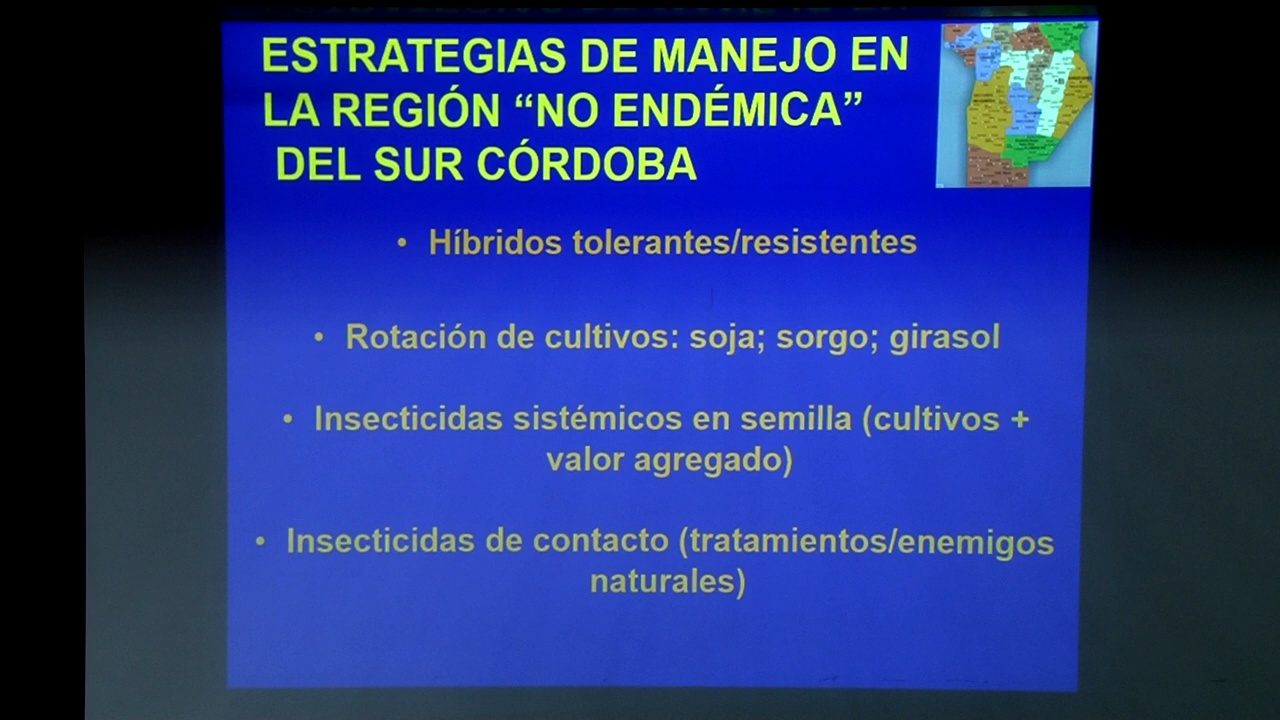 ESTRATEGIAS DE MANEJO EN
LA REGIÓN “NO ENDÉMICA”
DEL SUR CÓRDOBA
• Híbridos tolerantes/resistentes
• Rotación de cultivos: soja; sorgo; girasol
• Insecticidas sistémicos en semilla (cultivos +
valor agregado)
• Insecticidas de contacto (tratamientos/enemigos
naturales)